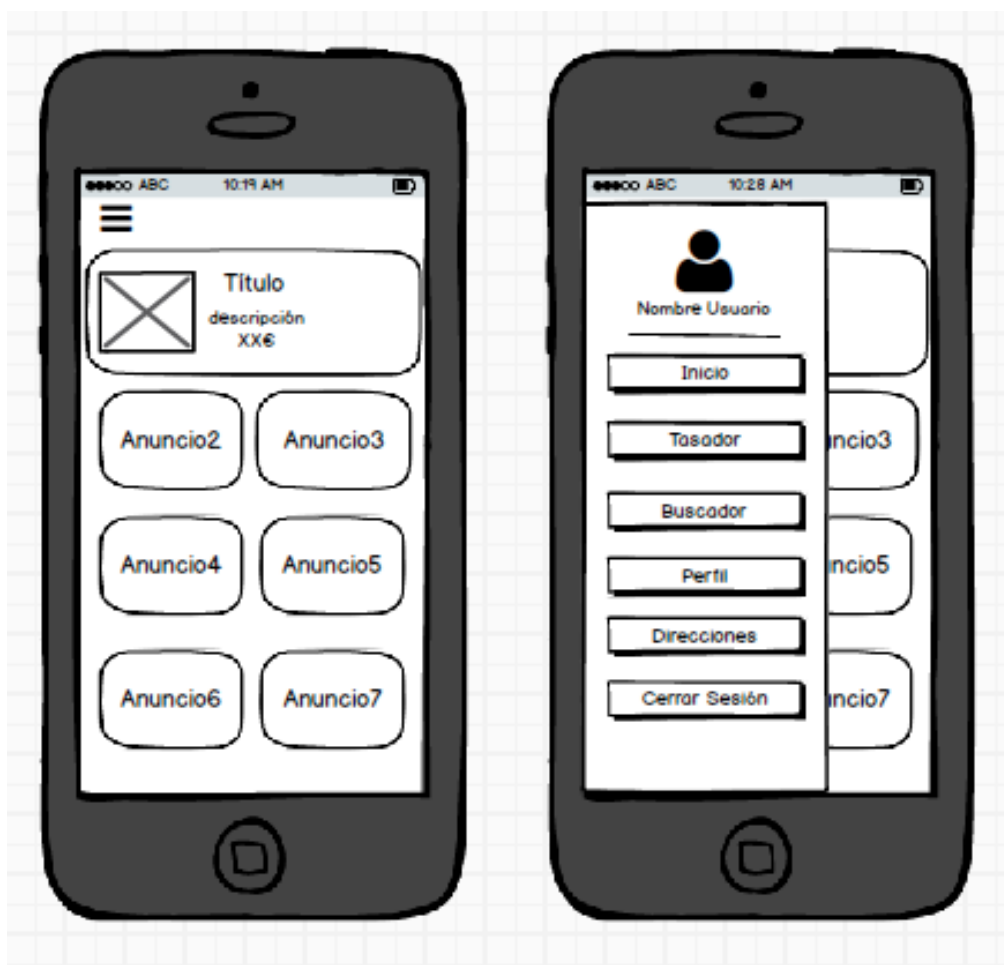 ABC 10:19 AM
Título
descripción
XX€
Anuncio2 Anuncio3
Anuncio4 Anuncio5
Anuncio6 Anuncio7
ABC 10:28 AM
Nombre Usuario
Inicio
Tasador
Buscador
Perfil
Direcciones
Cerrar Sesión
ncio3
ncio5
ncio7